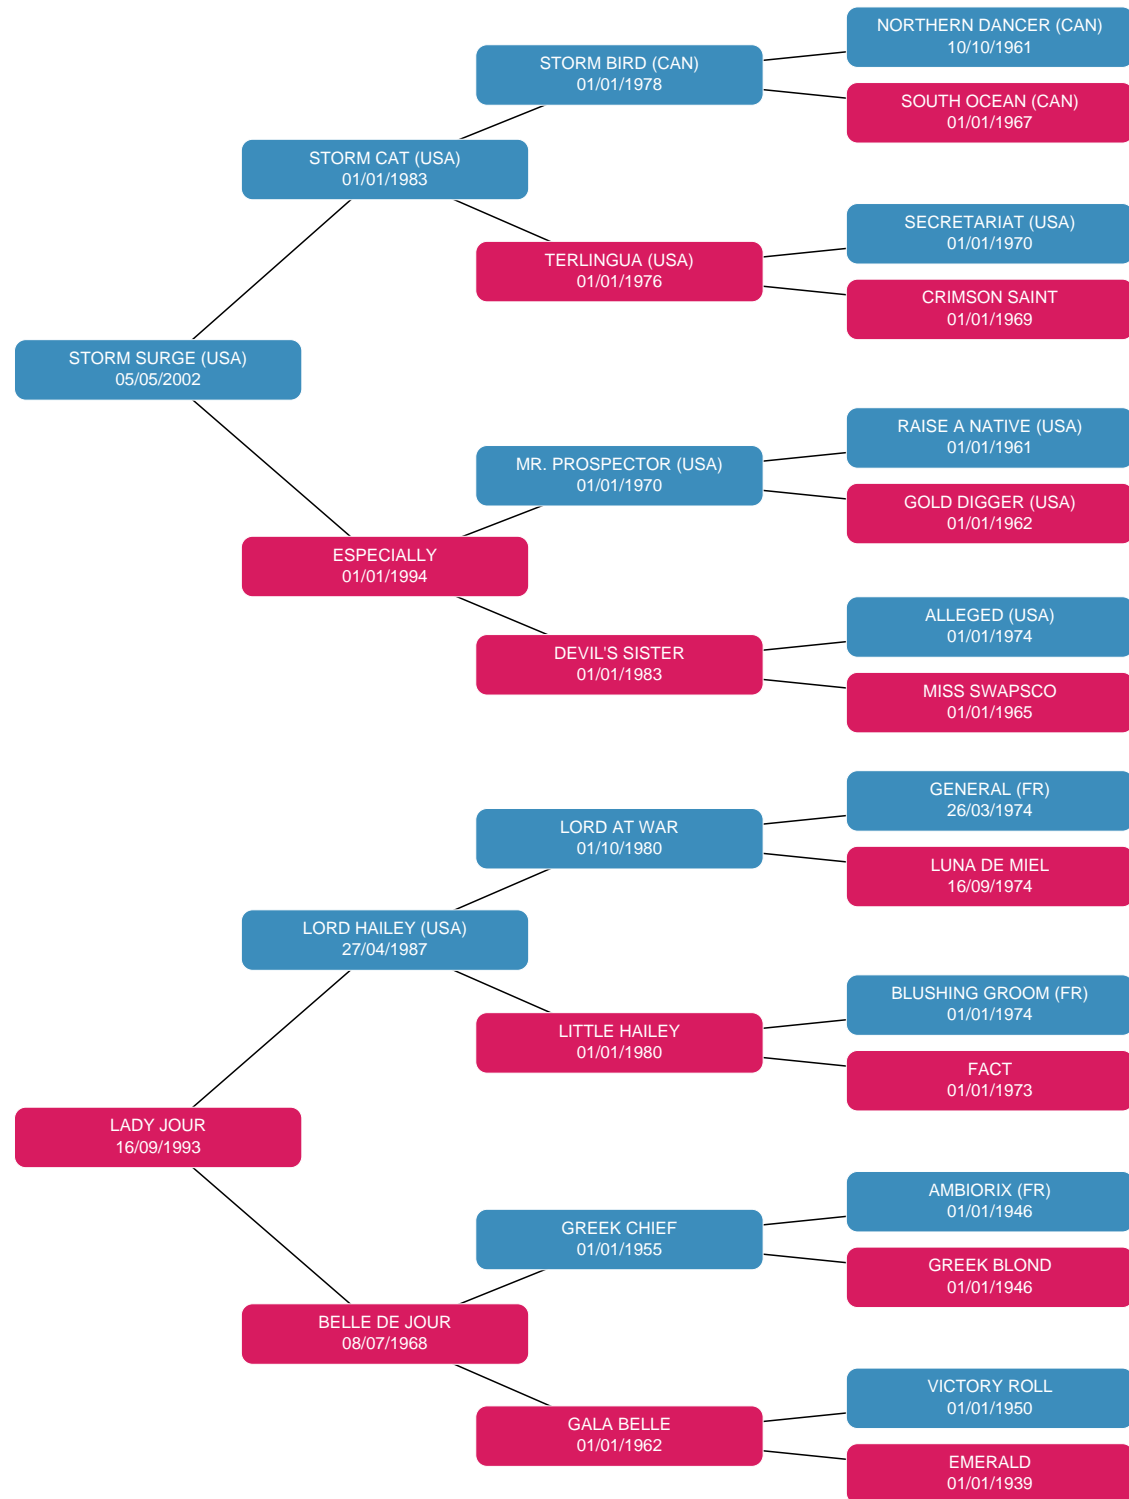 NORTHERN DANCER (CAN)
10/10/1961
STORM BIRD (CAN)
01/01/1978
SOUTH OCEAN (CAN)
01/01/1967
STORM CAT (USA)
01/01/1983
SECRETARIAT (USA)
01/01/1970
TERLINGUA (USA)
01/01/1976
CRIMSON SAINT
01/01/1969
STORM SURGE (USA)
05/05/2002
RAISE A NATIVE (USA)
01/01/1961
MR. PROSPECTOR (USA)
01/01/1970
GOLD DIGGER (USA)
01/01/1962
ESPECIALLY
01/01/1994
ALLEGED (USA)
01/01/1974
DEVIL'S SISTER
01/01/1983
MISS SWAPSCO
01/01/1965
GENERAL (FR)
26/03/1974
LORD AT WAR
01/10/1980
LUNA DE MIEL
16/09/1974
LORD HAILEY (USA)
27/04/1987
BLUSHING GROOM (FR)
01/01/1974
LITTLE HAILEY
01/01/1980
FACT
01/01/1973
LADY JOUR
16/09/1993
AMBIORIX (FR)
01/01/1946
GREEK CHIEF
01/01/1955
GREEK BLOND
01/01/1946
BELLE DE JOUR
08/07/1968
VICTORY ROLL
01/01/1950
GALA BELLE
01/01/1962
EMERALD
01/01/1939